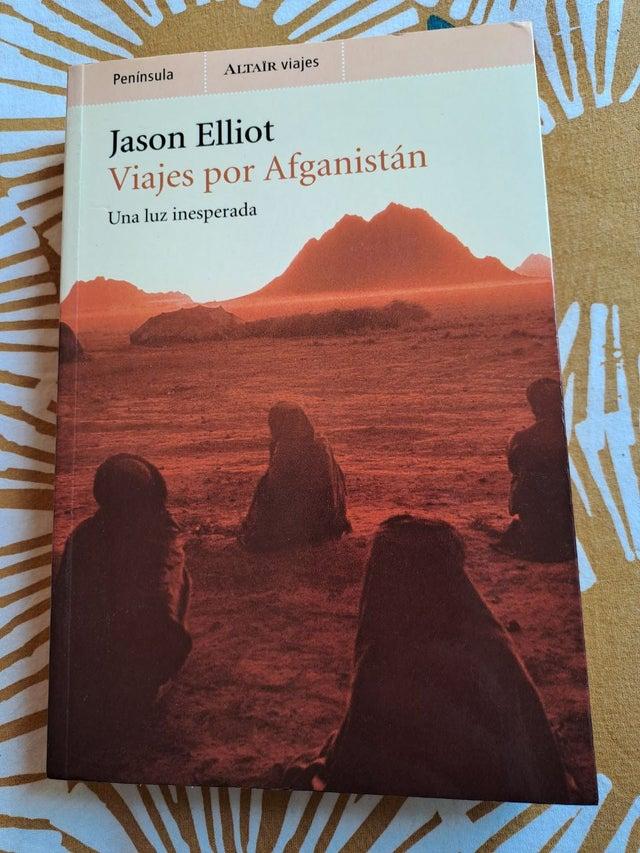 Península
ALTAÏR viajes
Jason Elliot
Viajes por Afganistán
Una luz inesperada